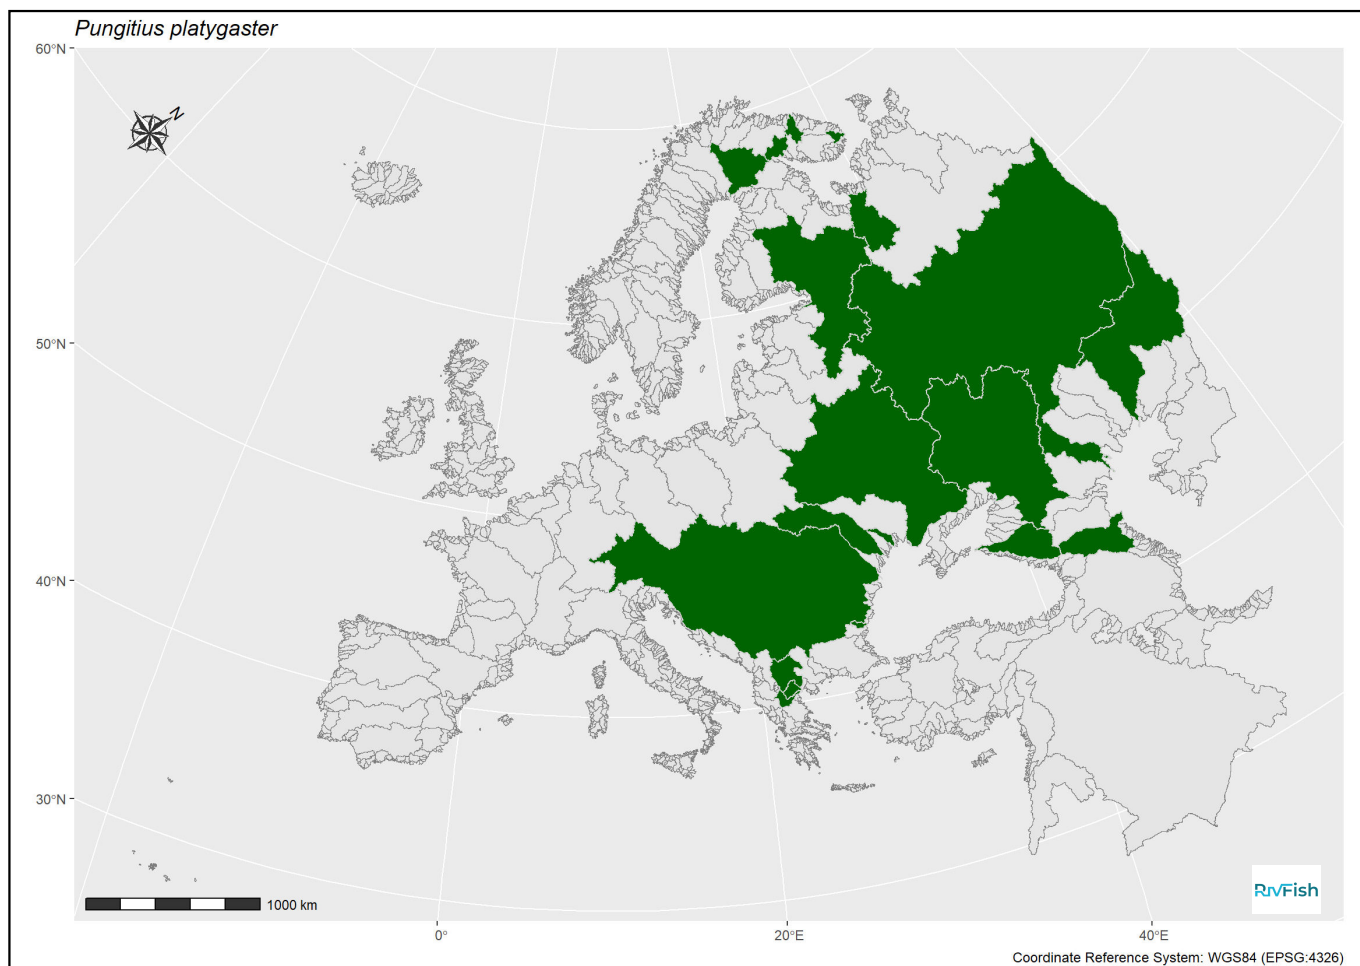 Pungitius platygaster
60°N
N
50°N
40°N
30°N
1000 km
RIVFISH
0°
20°E
40°E
Coordinate Reference System: WGS84 (EPSG:4326)